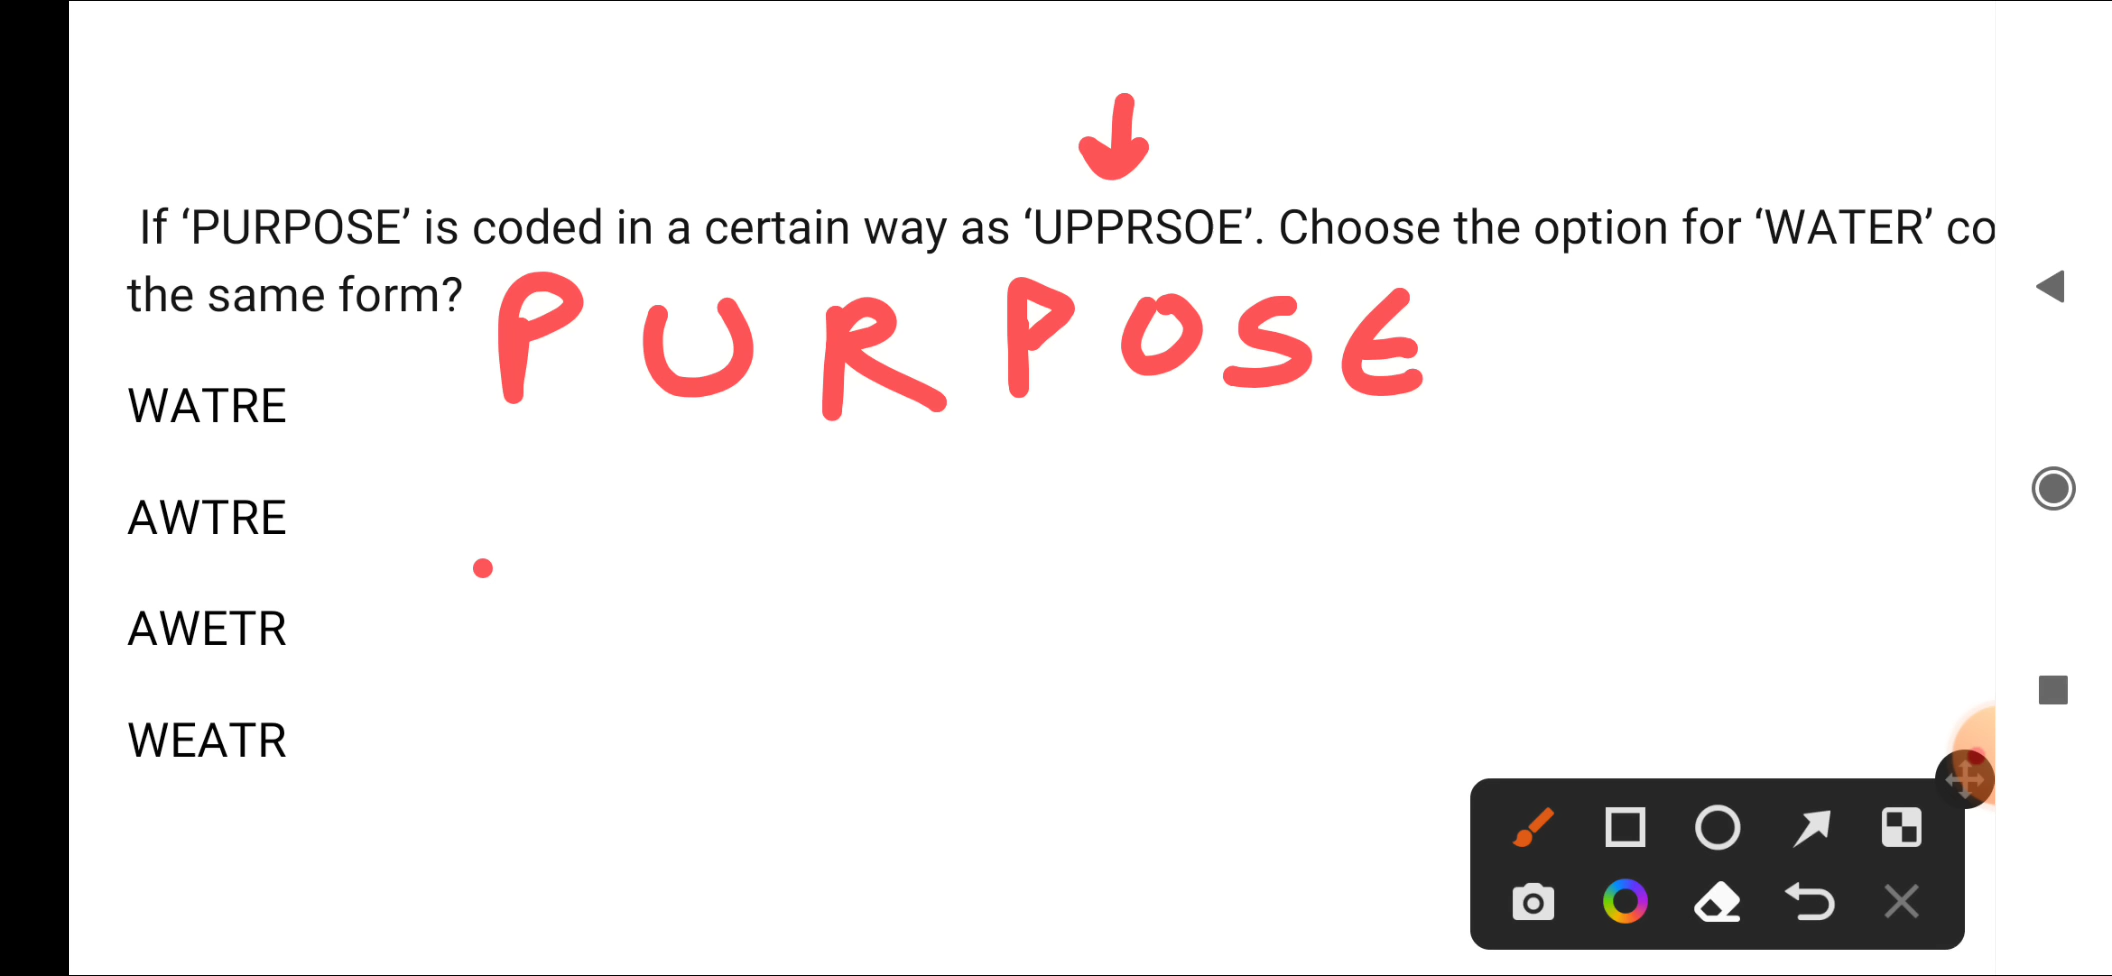 If ‘PURPOSE’ is coded in a certain way as ‘UPPRSOE’. Choose the option for ‘WATER’ co
the same form?
PURPOSE
WATRE
AWTRE
AWETR
WEATR